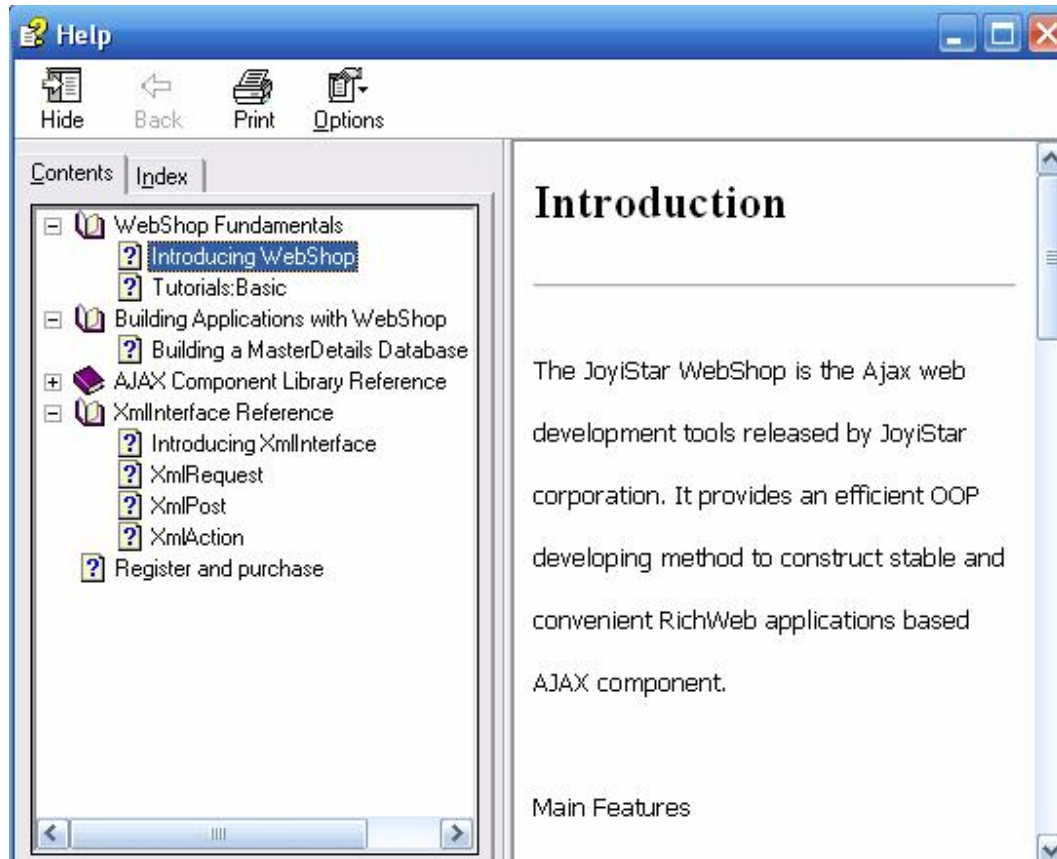 Help
Hide Back Print Options
Contents Index
WebShop Fundamentals
Introducing WebShop
Tutorials:Basic
Building Applications with WebShop
Building a MasterDetails Database
AJAX Component Library Reference
XmlInterface Reference
Introducing XmlInterface
XmlRequest
XmlPost
XmlAction
Register and purchase
Introduction
The JoyiStar WebShop is the Ajax web
development tools released by JoyiStar
corporation. It provides an efficient OOP
developing method to construct stable and
convenient RichWeb applications based
AJAX component.
Main Features